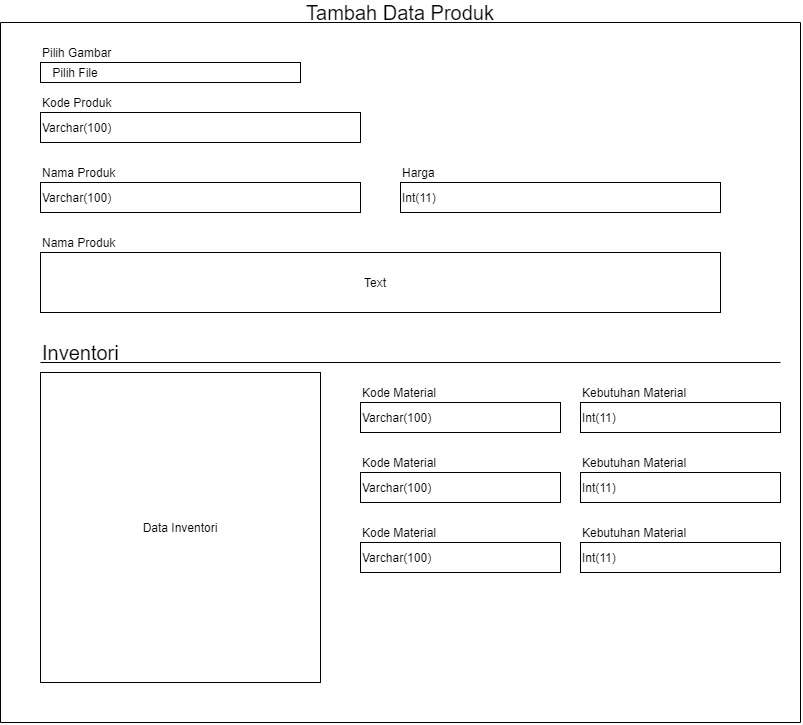 Tambah Data Produk
Pilih Gambar
Pilih File
Kode Produk
Varchar(100)
Nama Produk
Harga
Varchar(100)
Int(11)
Nama Produk
Text
Inventori
Kode Material
Kebutuhan Material
Varchar(100)
Int(11)
Kode Material
Kebutuhan Material
Varchar(100)
Int(11)
Data Inventori
Kode Material
Kebutuhan Material
Varchar(100)
Int(11)